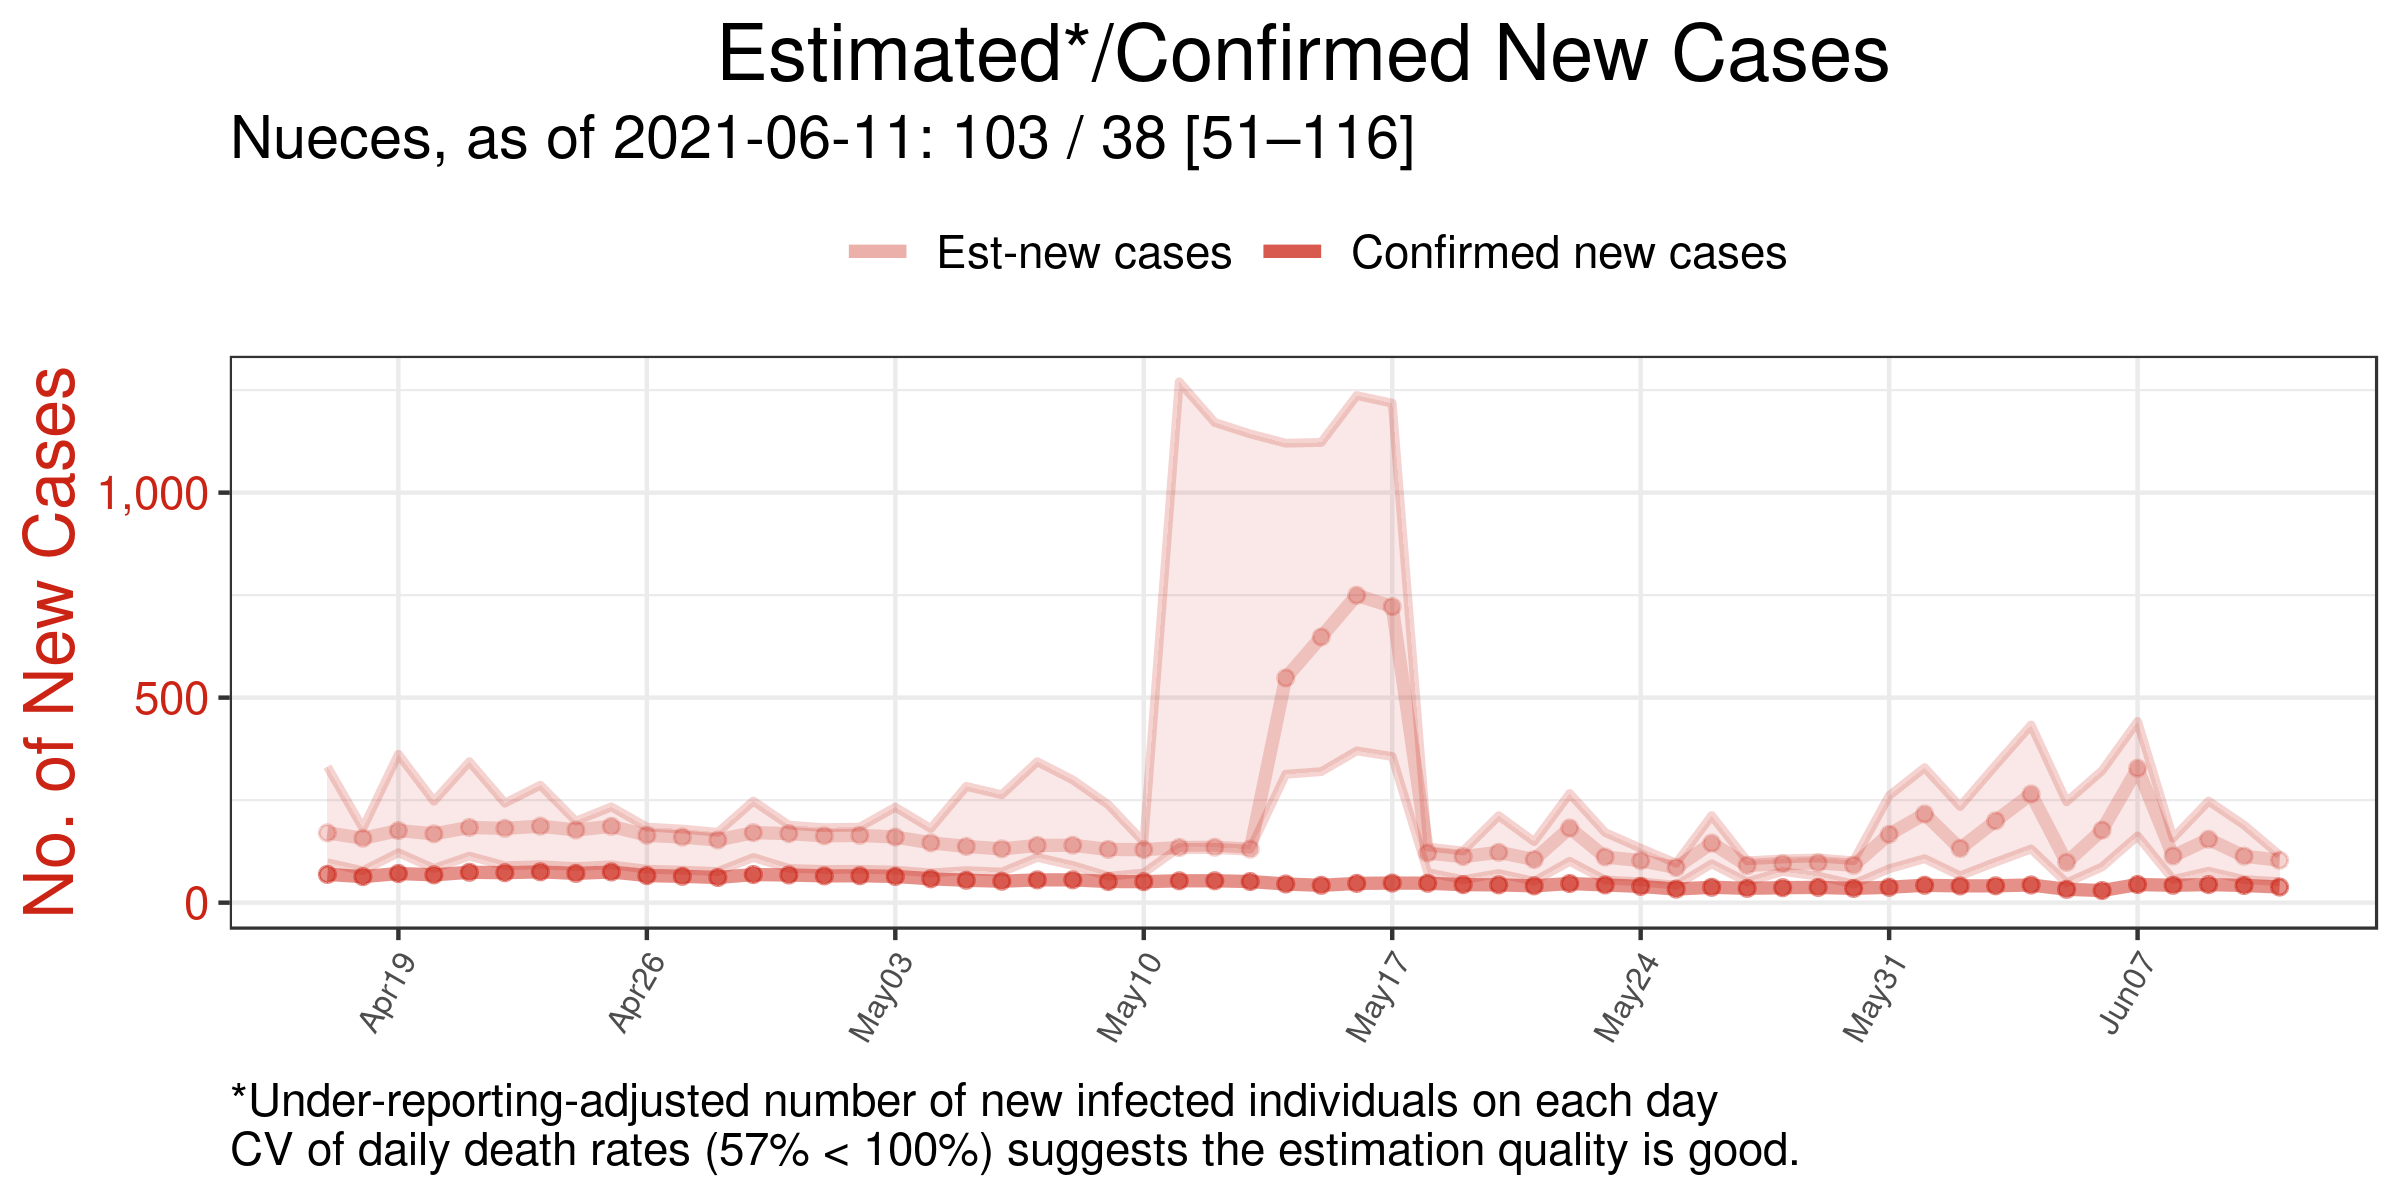 Estimated*/Confirmed New Cases
Nueces, as of 2021-06-11: 103 / 38 [51–116]
Est-new cases
Confirmed new cases
No. of New Cases
1,000
500
0
Apr19
Apr26
May03
May10
May17
May24
May31
Jun07
*Under-reporting-adjusted number of new infected individuals on each day
CV of daily death rates (57% < 100%) suggests the estimation quality is good.